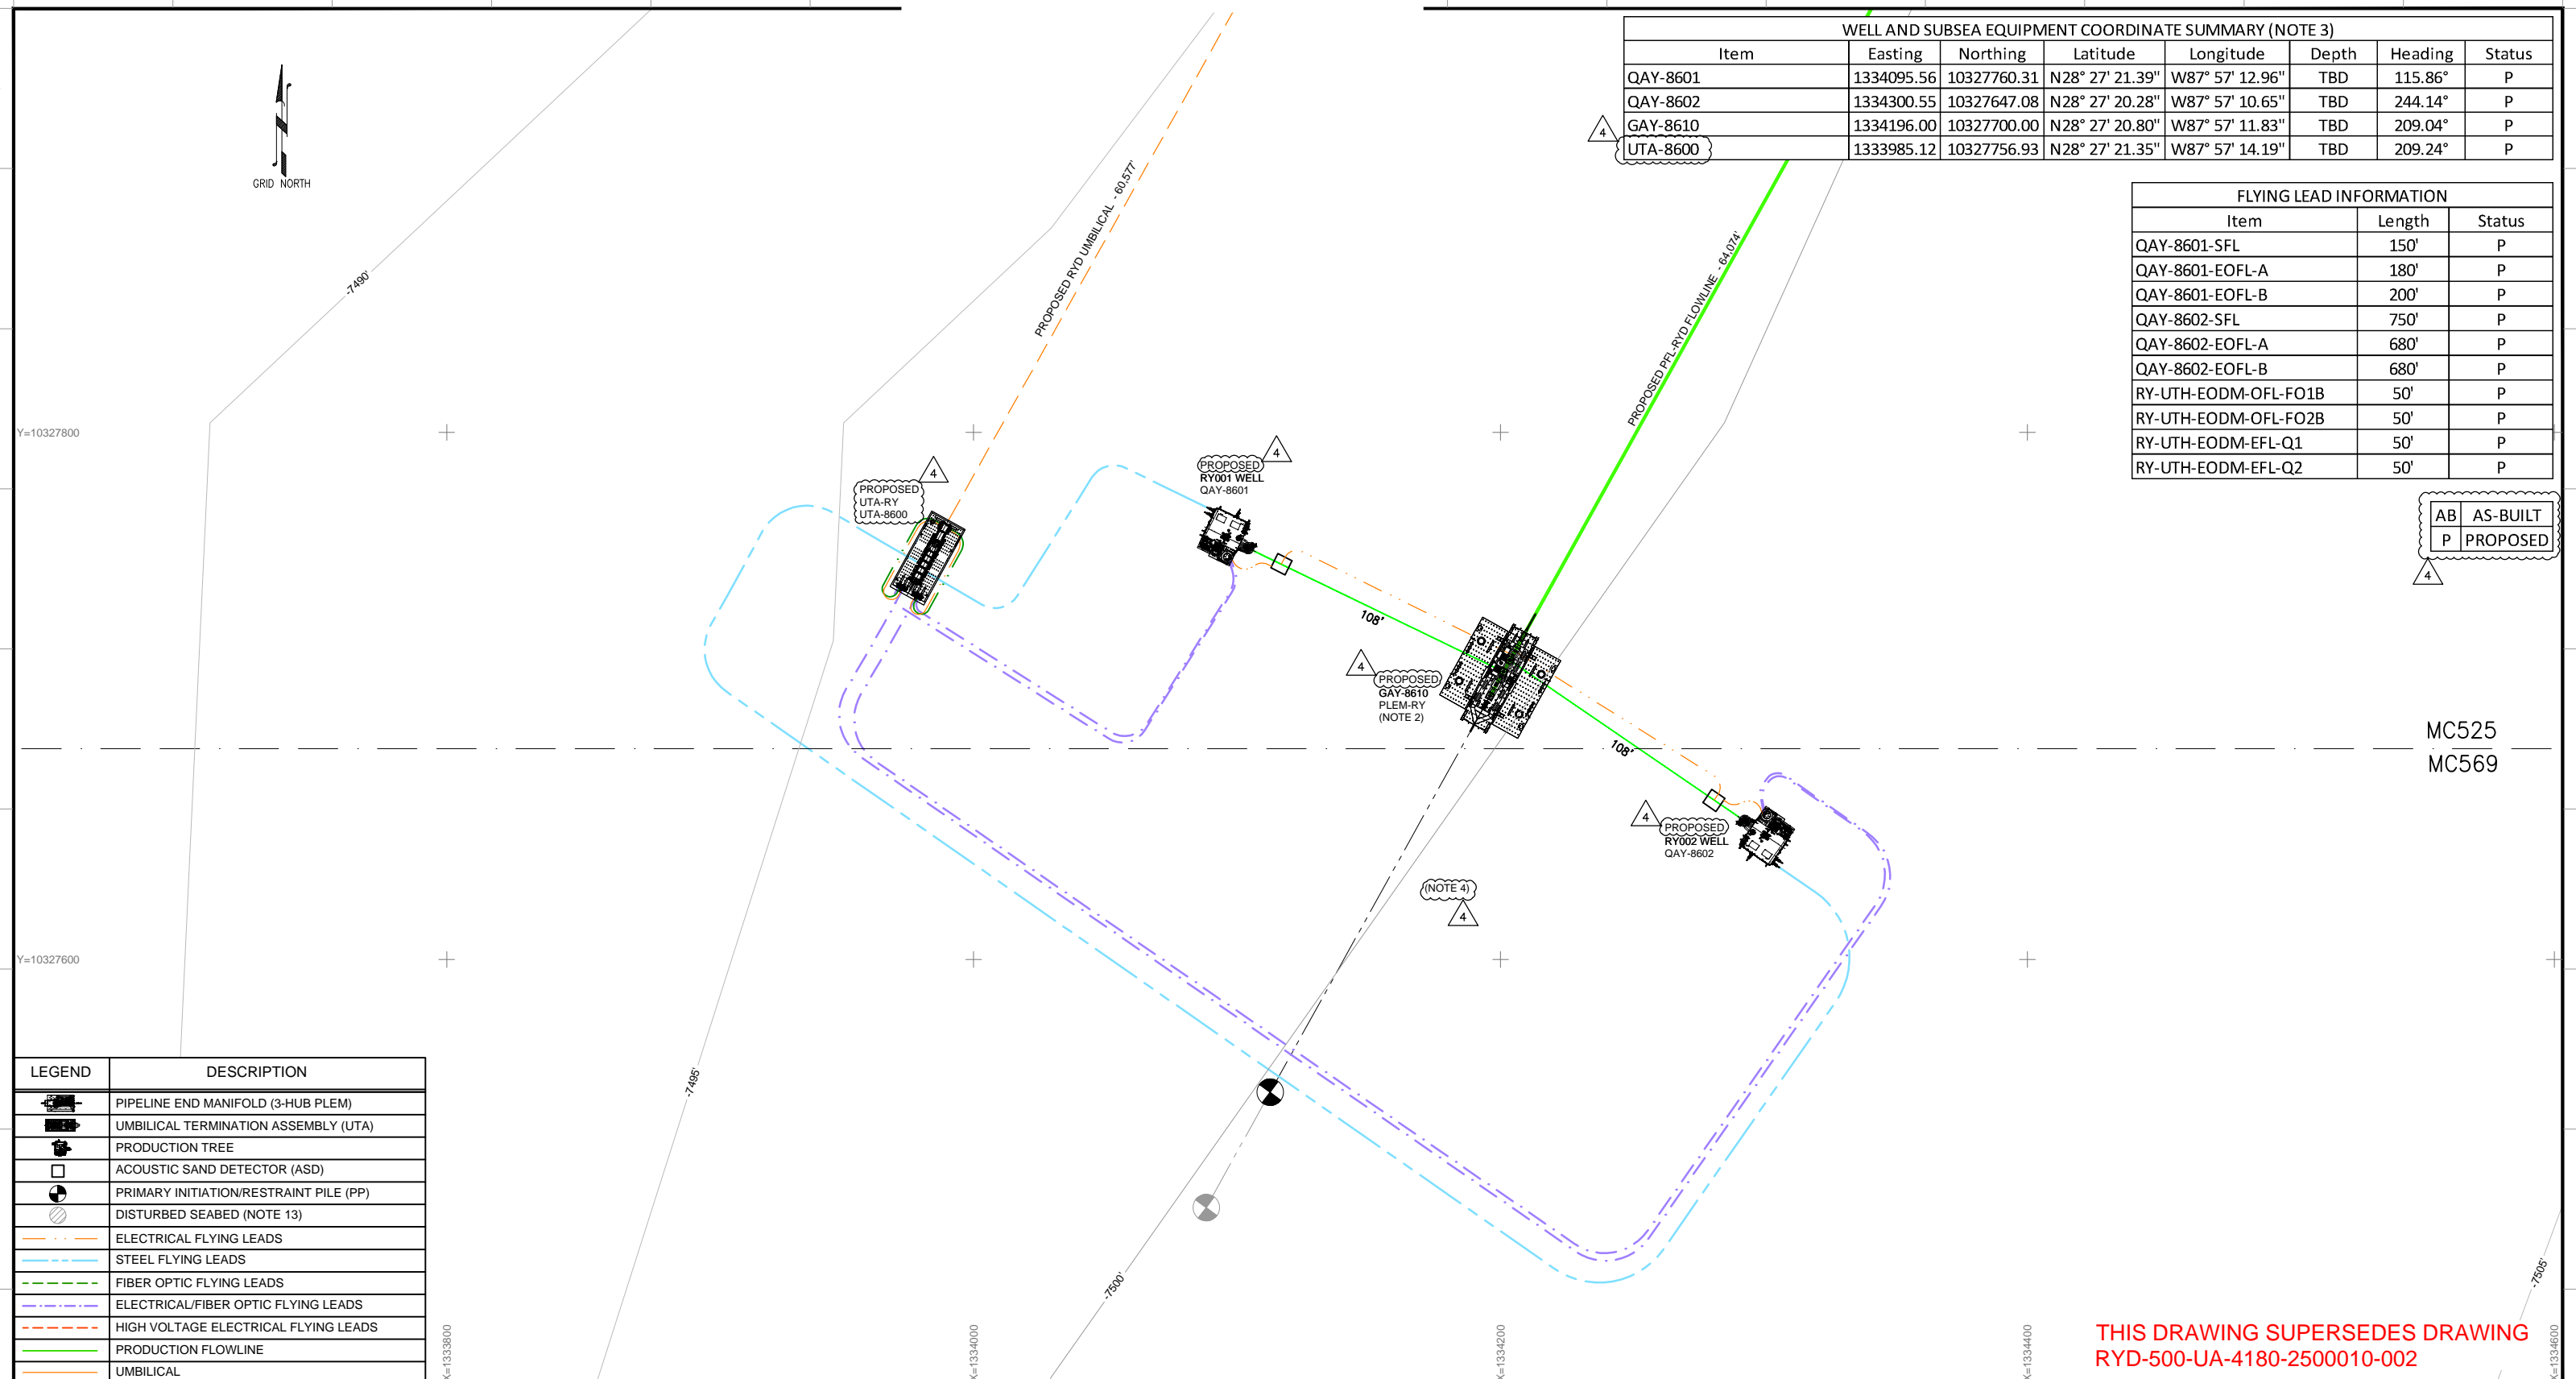 WELL AND SUBSEA EQUIPMENT COORDINATE SUMMARY (NOTE 3)
Item Easting Northing Latitude Longitude Depth Heading Status
QAY-8601 1334095.56 10327760.31 N28° 27' 21.39" W87° 57' 12.96" TBD 115.86° P
QAY-8602 1334300.55 10327647.08 N28° 27' 20.28" W87° 57' 10.65" TBD 244.14° P
4 GAY-8610 1334196.00 10327700.00 N28° 27' 20.80" W87° 57' 11.83" TBD 209.04° P
UTA-8600 1333985.12 10327756.93 N28° 27' 21.35" W87° 57' 14.19" TBD 209.24° P
GRID NORTH
FLYING LEAD INFORMATION
Item Length Status
QAY-8601-SFL 150' P
QAY-8601-EOFL-A 180' P
QAY-8601-EOFL-B 200' P
QAY-8602-SFL 750' P
QAY-8602-EOFL-A 680' P
QAY-8602-EOFL-B 680' P
RY-UTH-EODM-OFL-FO1B 50' P
RY-UTH-EODM-OFL-FO2B 50' P
RY-UTH-EODM-EFL-Q1 50' P
RY-UTH-EODM-EFL-Q2 50' P
AB AS-BUILT
P PROPOSED
4
-7490'
PROPOSED RYD UMBILICAL - 60,577'
PROPOSED PFL-RYD FLOWLINE - 64,074'
Y=10327800
4
PROPOSED
UTA-RY
UTA-8600
4
PROPOSED
RY001 WELL
QAY-8601
108'
4
PROPOSED
GAY-8610
PLEM-RY
(NOTE 2)
108'
MC525
MC569
4
PROPOSED
RY002 WELL
QAY-8602
(NOTE 4)
4
Y=10327600
-7495'
-7500'
-7505'
LEGEND DESCRIPTION
PIPELINE END MANIFOLD (3-HUB PLEM)
UMBILICAL TERMINATION ASSEMBLY (UTA)
PRODUCTION TREE
ACOUSTIC SAND DETECTOR (ASD)
PRIMARY INITIATION/RESTRAINT PILE (PP)
DISTURBED SEABED (NOTE 13)
ELECTRICAL FLYING LEADS
STEEL FLYING LEADS
FIBER OPTIC FLYING LEADS
ELECTRICAL/FIBER OPTIC FLYING LEADS
HIGH VOLTAGE ELECTRICAL FLYING LEADS
PRODUCTION FLOWLINE
UMBILICAL
X=1333800
X=1334000
X=1334200
X=1334400
X=1334600
THIS DRAWING SUPERSEDES DRAWING
RYD-500-UA-4180-2500010-002